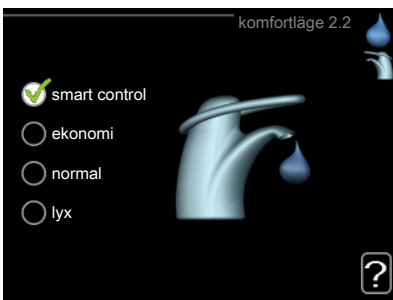 komfortläge 2.2
smart control
ekonomi
normal
lyx
?